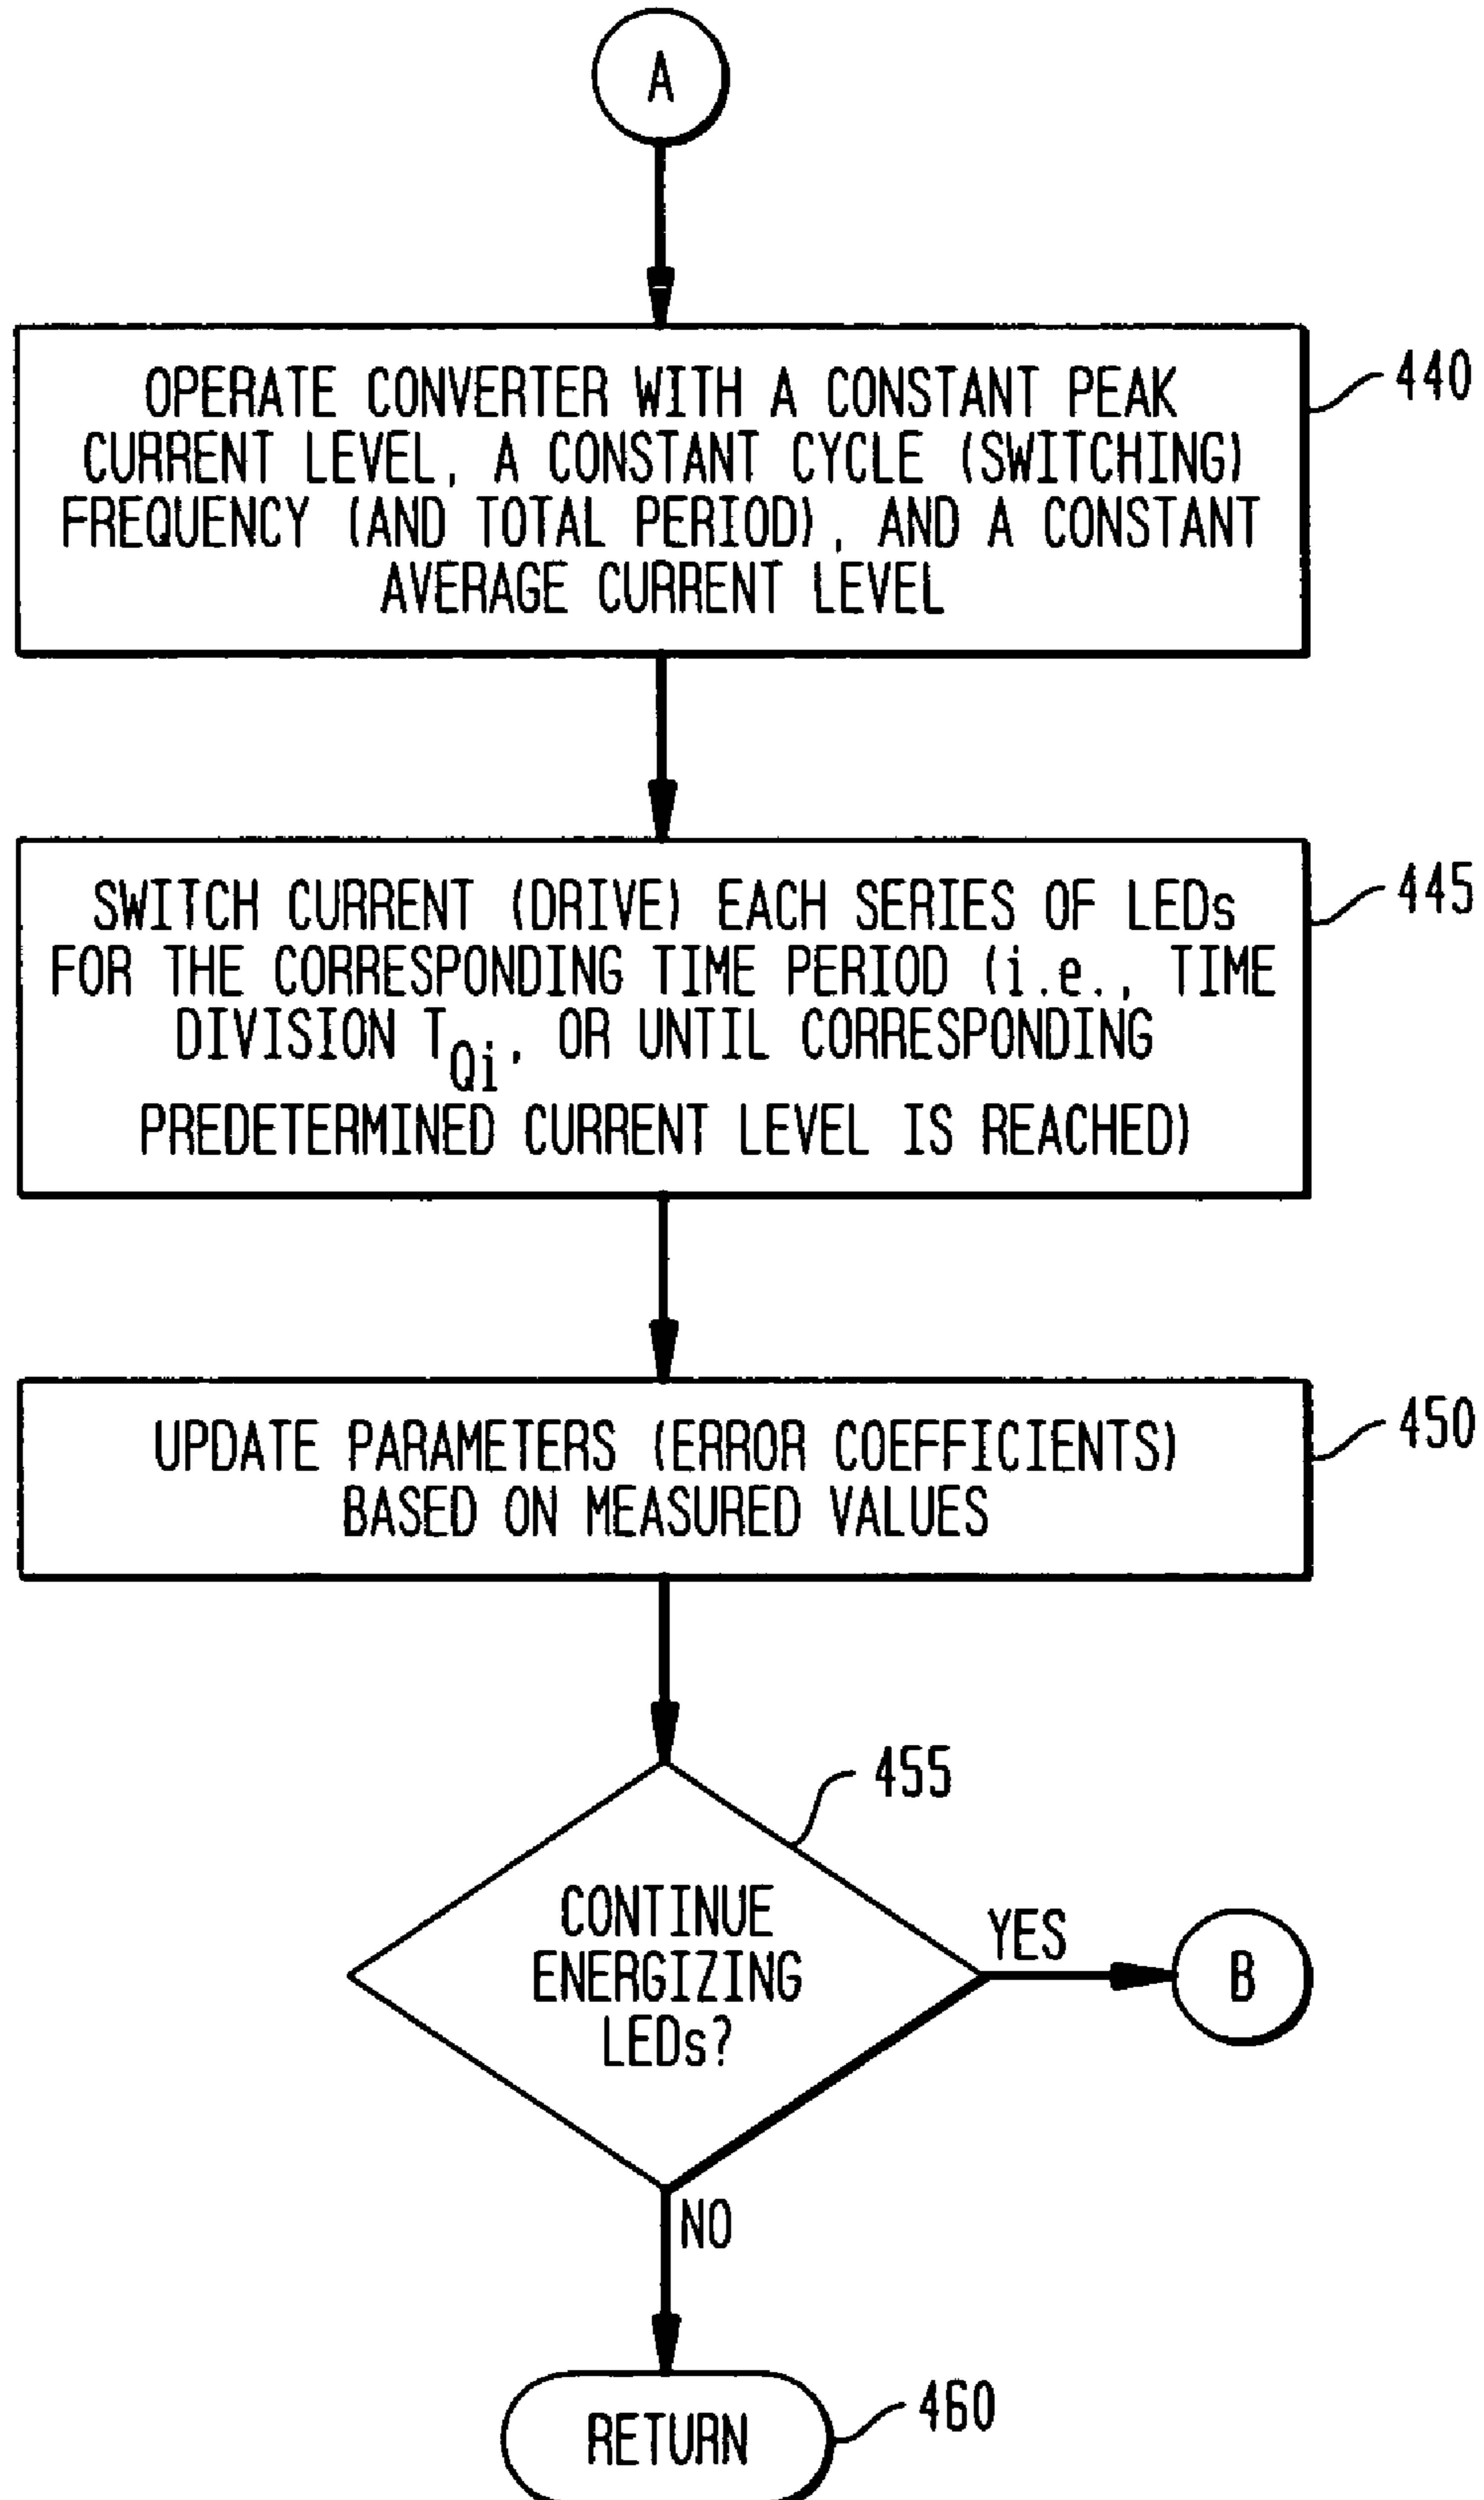 A
OPERATE CONVERTER WITH A CONSTANT PEAK
CURRENT LEVEL, A CONSTANT CYCLE (SWITCHING)
FREQUENCY (AND TOTAL PERIOD), AND A CONSTANT
AVERAGE CURRENT LEVEL
440
SWITCH CURRENT (DRIVE) EACH SERIES OF LEDs
FOR THE CORRESPONDING TIME PERIOD (i.e., TIME
DIVISION TQi, OR UNTIL CORRESPONDING
PREDETERMINED CURRENT LEVEL IS REACHED)
445
UPDATE PARAMETERS (ERROR COEFFICIENTS)
BASED ON MEASURED VALUES
450
455
CONTINUE
ENERGIZING
LEDs?
YES
B
NO
RETURN
460